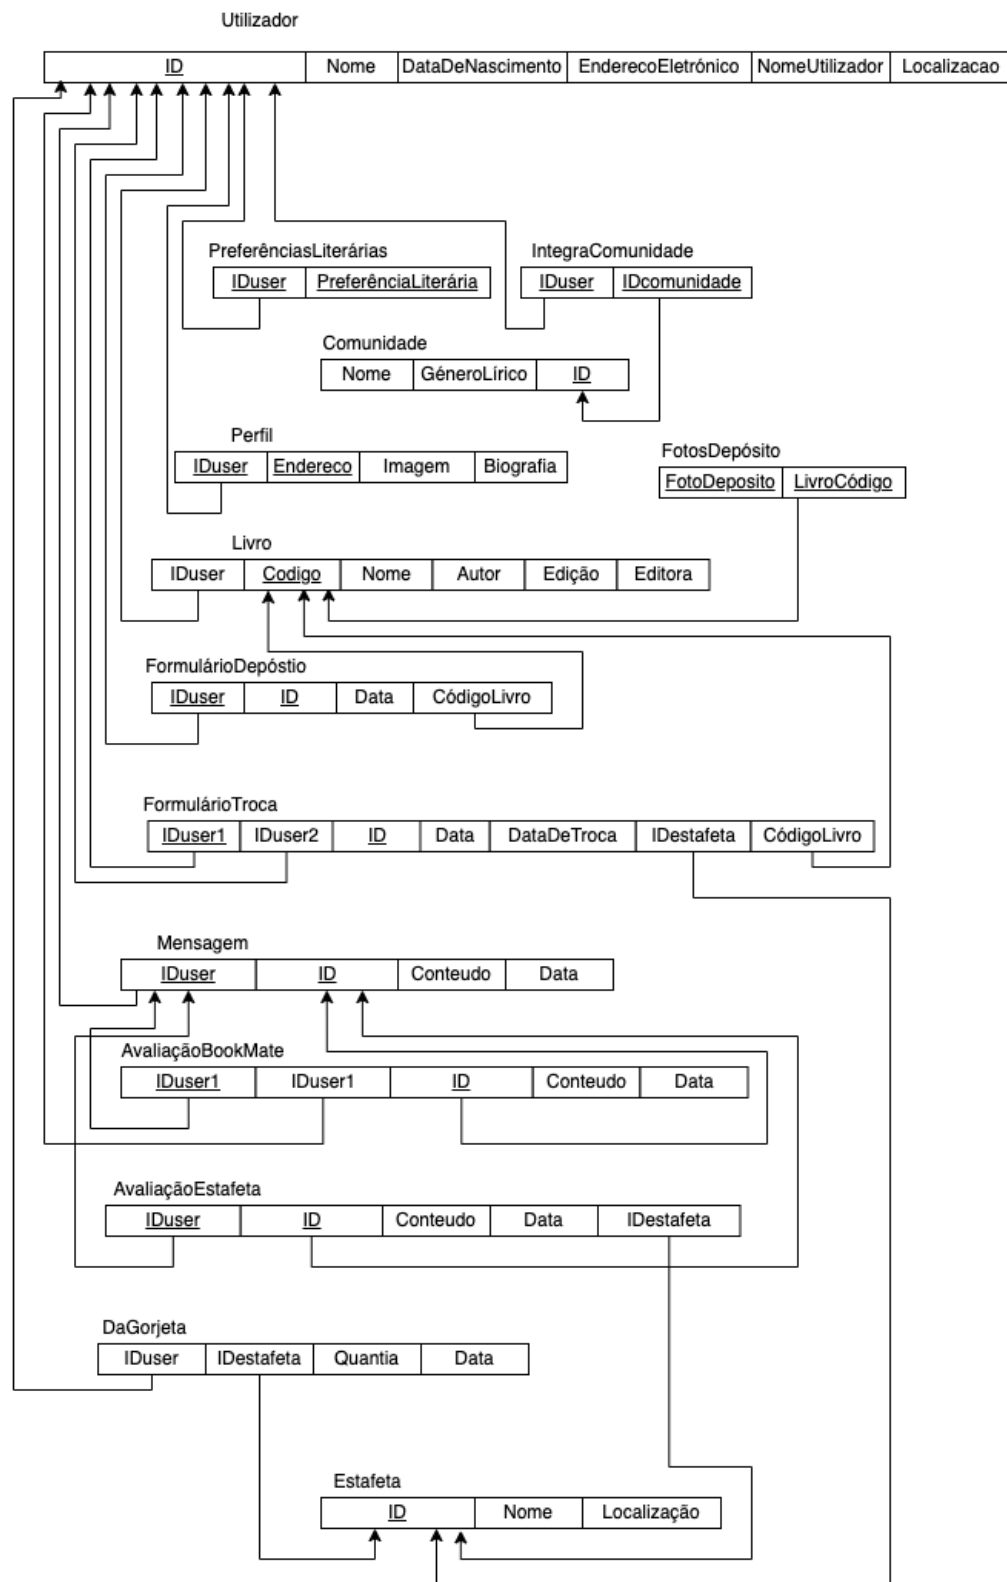 Utilizador
ID Nome DataDeNascimento EnderecoEletrónico NomeUtilizador Localizacao
PreferênciasLiterárias
IDuser PreferênciaLiterária
IntegraComunidade
IDuser IDcomunidade
Comunidade
Nome GéneroLírico ID
Perfil
IDuser Endereco Imagem Biografia
FotosDepósito
FotoDeposito LivroCódigo
Livro
IDuser Codigo Nome Autor Edição Editora
FormulárioDepóstio
IDuser ID Data CódigoLivro
FormulárioTroca
IDuser1 IDuser2 ID Data DataDeTroca IDestafeta CódigoLivro
Mensagem
IDuser ID Conteudo Data
AvaliaçãoBookMate
IDuser1 IDuser1 ID Conteudo Data
AvaliaçãoEstafeta
IDuser ID Conteudo Data IDestafeta
DaGorjeta
IDuser IDestafeta Quantia Data
Estafeta
ID Nome Localização